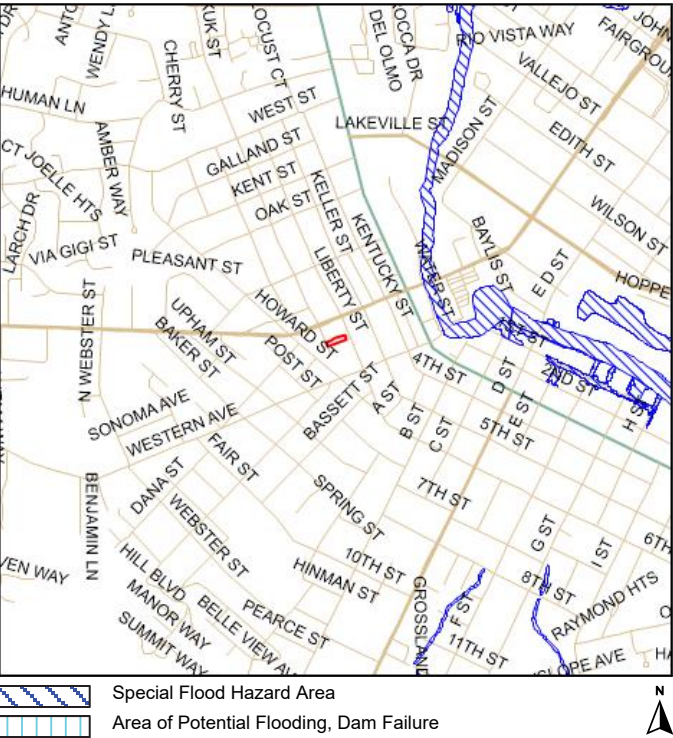 ANTO
WENDY L
CHERRY ST
KUK ST
OCUST CT
DEL OLMO
OCCA DR
RIO VISTA WAY
JOHN
FAIRGROU
VALLEJO ST
HUMAN LN
WEST ST
LAKEVILLE ST
MADISON ST
EDITH ST
CT
JOELLE HTS
AMBER WAY
GALLAND ST
KENT ST
OAK ST
KELLER ST
KENTUCKY ST
WILSON ST
LARCH DR
VIA GIGI ST
PLEASANT ST
LIBERTY ST
WATER ST
BAYLIS ST
E D ST
HOPPE
N WEBSTER ST
UPHAM ST
BAKER ST
HOWARD ST
POST ST
1ST ST
4TH ST
2ND ST
D ST
E ST
H ST
SONOMA AVE
WESTERN AVE
BASSETT ST
A ST
B ST
C ST
5TH ST
FAIR ST
DANA ST
WEBSTER ST
BENJAMIN LN
SPRING ST
7TH ST
G ST
I ST
6TH
VEN WAY
HILL BLVD
MANOR WAY
SUMMIT WAY
BELLE VIEW AV
PEARCE ST
HINMAN ST
10TH ST
GROSSLAND
F ST
8TH ST
11TH ST
RAYMOND HTS
SLOPE AVE
HA
Special Flood Hazard Area
Area of Potential Flooding, Dam Failure
N